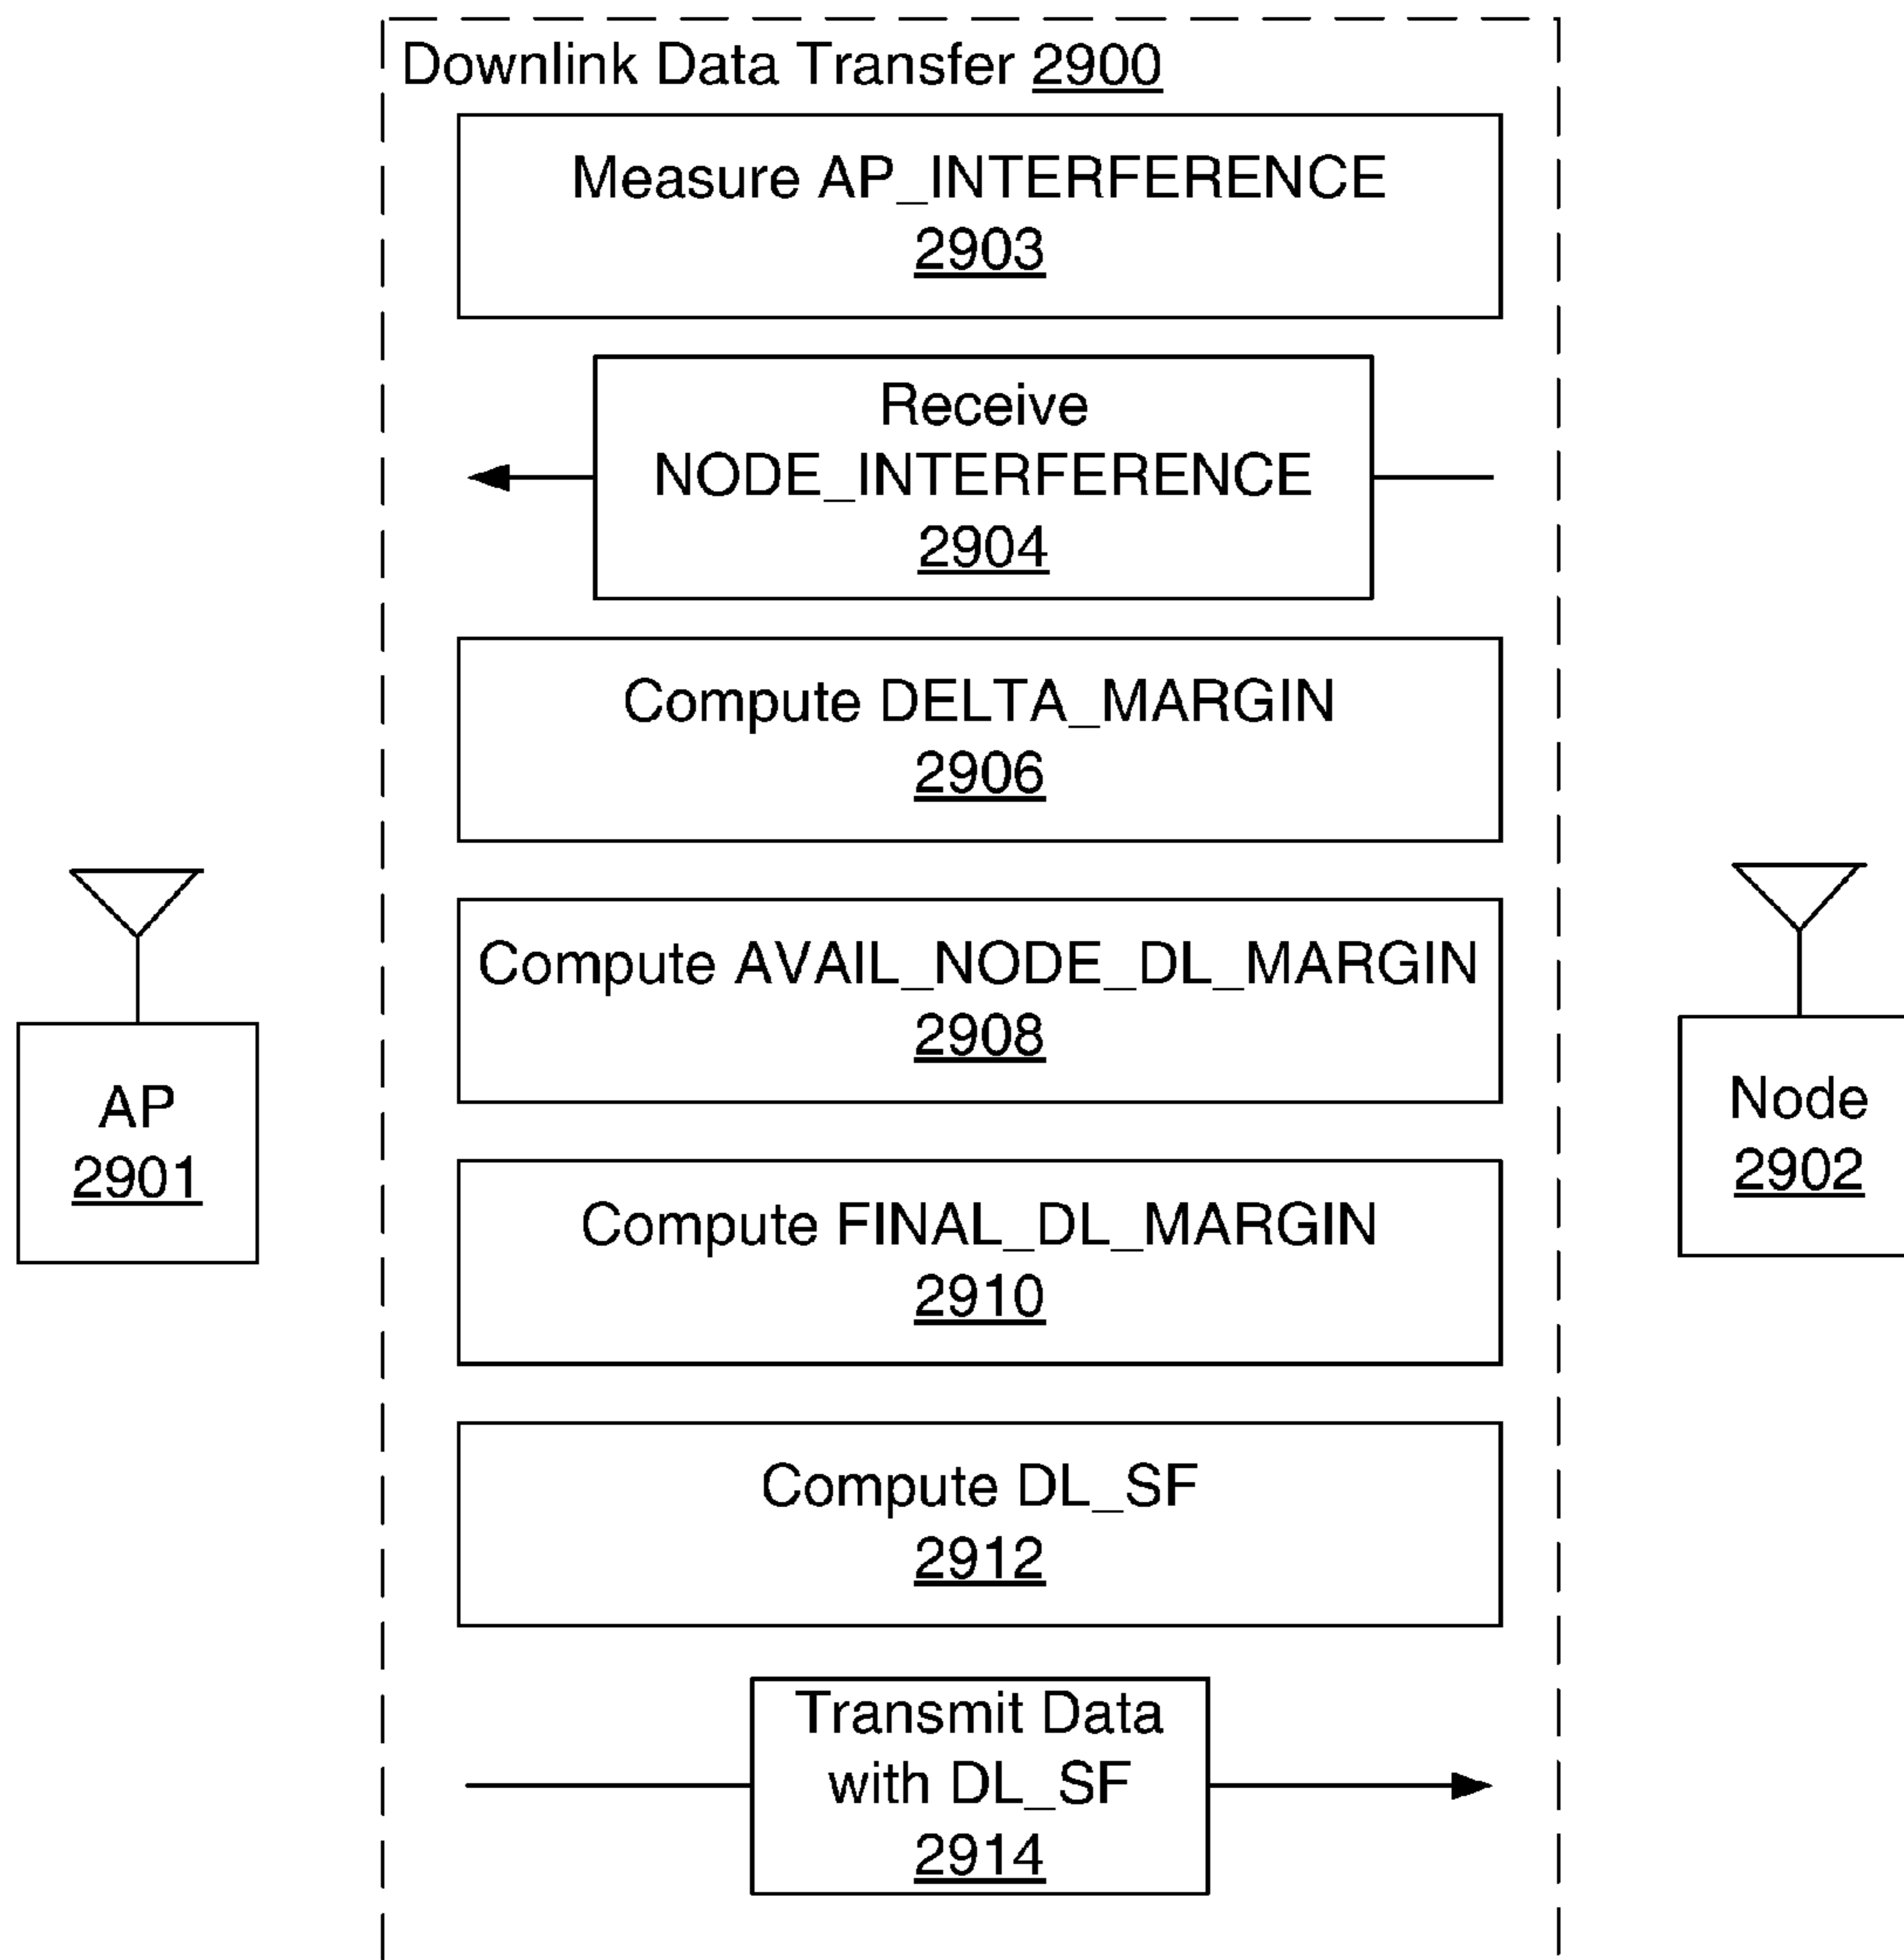 Downlink Data Transfer 2900
Measure AP_INTERFERENCE
2903
Receive
NODE_INTERFERENCE
2904
Compute DELTA_MARGIN
2906
Compute AVAIL_NODE_DL_MARGIN
2908
AP
2901
Node
2902
Compute FINAL_DL_MARGIN
2910
Compute DL_SF
2912
Transmit Data
with DL_SF
2914